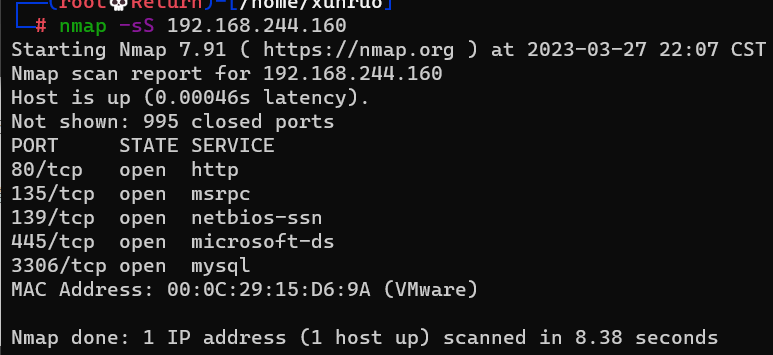 (root💀Return)-[/home/xunruo]
# nmap -sS 192.168.244.160
Starting Nmap 7.91 ( https://nmap.org ) at 2023-03-27 22:07 CST
Nmap scan report for 192.168.244.160
Host is up (0.00046s latency).
Not shown: 995 closed ports
PORT     STATE SERVICE
80/tcp   open  http
135/tcp  open  msrpc
139/tcp  open  netbios-ssn
445/tcp  open  microsoft-ds
3306/tcp open  mysql
MAC Address: 00:0C:29:15:D6:9A (VMware)
Nmap done: 1 IP address (1 host up) scanned in 8.38 seconds